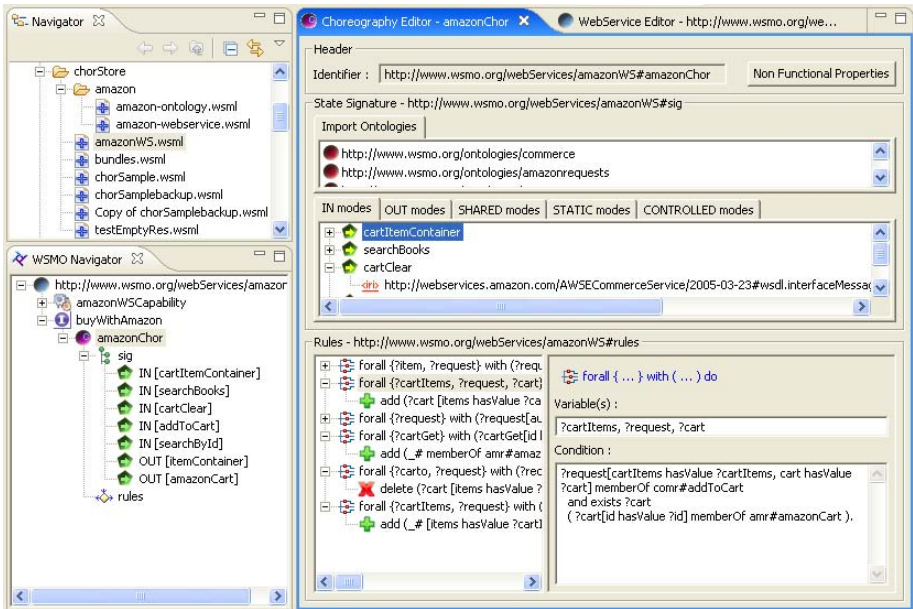 Navigator
chorStore
amazon
amazon-ontology.wsml
amazon-webservice.wsml
amazonWS.wsml
bundles.wsml
chorSample.wsml
chorSamplebackup.wsml
Copy of chorSamplebackup.wsml
testEmptyRes.wsml
WSMO Navigator
http://www.wsmo.org/webServices/amazor
amazonWSCapability
buyWithAmazon
amazonChor
sig
IN [cartItemContainer]
IN [searchBooks]
IN [cartClear]
IN [addToCart]
IN [searchById]
OUT [itemContainer]
OUT [amazonCart]
rules
Choreography Editor - amazonChor
WebService Editor - http://www.wsmo.org/we...
Header
Identifier : http://www.wsmo.org/webServices/amazonWS#amazonChor Non Functional Properties
State Signature - http://www.wsmo.org/webServices/amazonWS#sig
Import Ontologies
http://www.wsmo.org/ontologies/commerce
http://www.wsmo.org/ontologies/amazonrequests
IN modes OUT modes SHARED modes STATIC modes CONTROLLED modes
cartItemContainer
searchBooks
cartClear
drb http://webservices.amazon.com/AWSECommerceService/2005-03-23#wsdl.interfaceMessa
Rules - http://www.wsmo.org/webServices/amazonWS#rules
forall {?item, ?request} with (?requ
forall {?cartItems, ?request, ?cart}
add (?cart [items hasValue ?ca
forall {?request} with (?request[au
forall {?cartGet} with (?cartGet[id l
add (_# memberOf amr#amaz
forall {?carto, ?request} with (?rec
delete (?cart [items hasValue ?
forall {?cartItems, ?request} with (
add (_# [items hasValue ?cartI
forall { ... } with ( ... ) do
Variable(s) :
?cartItems, ?request, ?cart
Condition :
?request[cartItems hasValue ?cartItems, cart hasValue
?cart] memberOf comr#addToCart
and exists ?cart
( ?cart[id hasValue ?id] memberOf amr#amazonCart ).